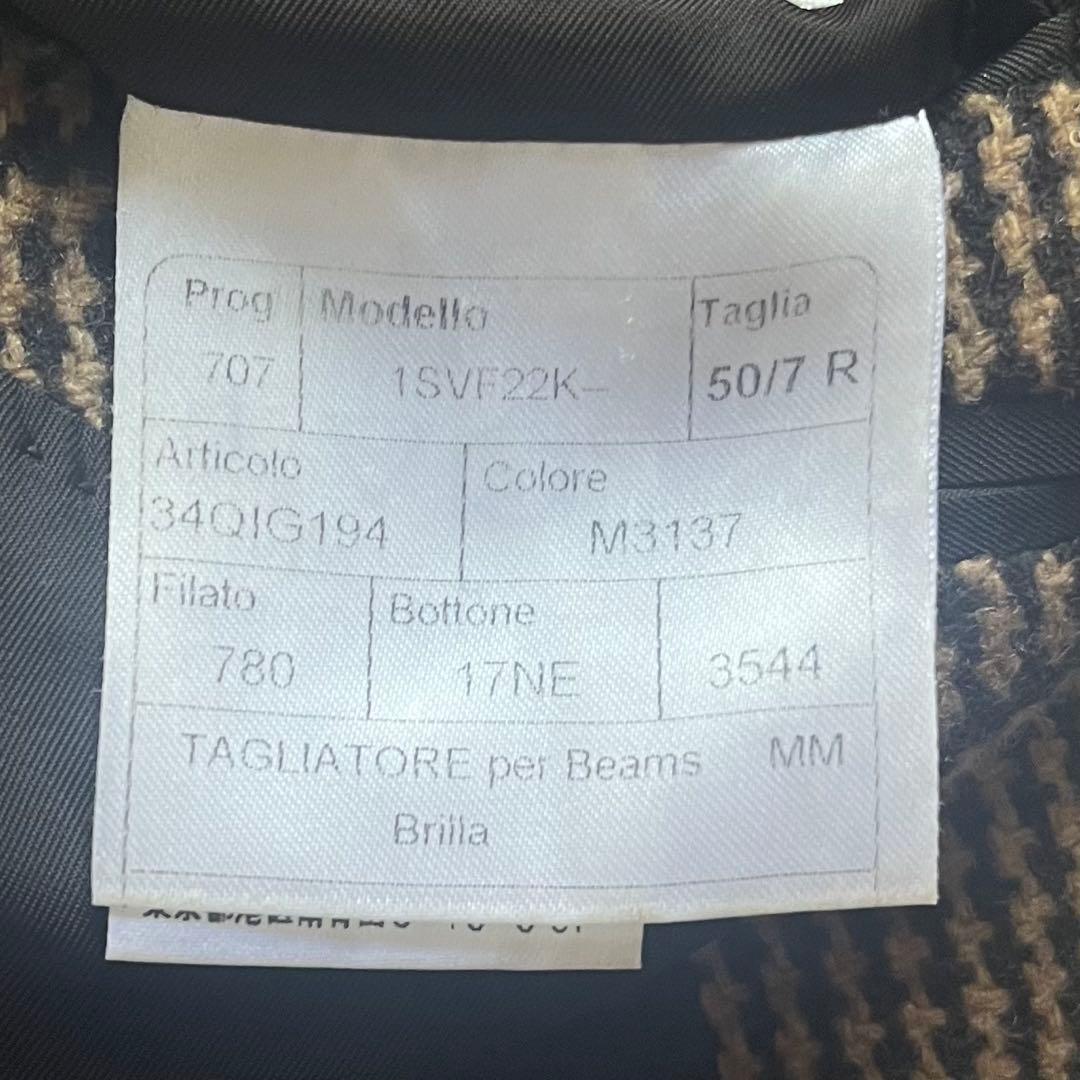 Prog Modello Taglia
707 1SVF22K- 50/7 R
Articolo Colore
34QIG194 M3137
Filato Bottone
780 17NE 3544
TAGLIATORE per Beams MM
Brilla